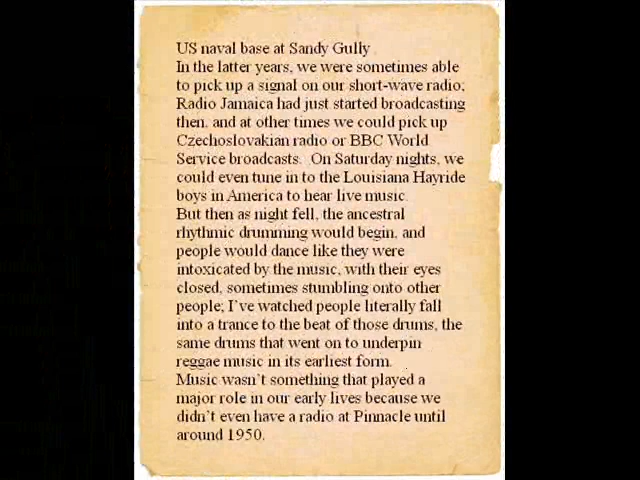 US naval base at Sandy Gully
In the latter years, we were sometimes able
to pick up a signal on our short-wave radio;
Radio Jamaica had just started broadcasting
then, and at other times we could pick up
Czechoslovakian radio or BBC World
Service broadcasts.  On Saturday nights, we
could even tune in to the Louisiana Hayride
boys in America to hear live music.
But then as night fell, the ancestral
rhythmic drumming would begin, and
people would dance like they were
intoxicated by the music, with their eyes
closed, sometimes stumbling onto other
people; I've watched people literally fall
into a trance to the beat of those drums, the
same drums that went on to underpin
reggae music in its earliest form.
Music wasn't something that played a
major role in our early lives because we
didn't even have a radio at Pinnacle until
around 1950.